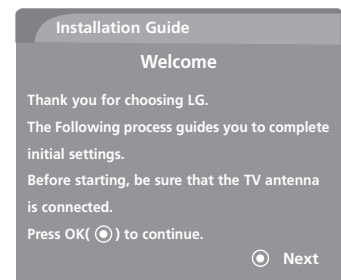 Installation Guide
Welcome
Thank you for choosing LG.
The Following process guides you to complete
initial settings.
Before starting, be sure that the TV antenna
is connected.
Press OK( ◉ ) to continue.
◉ Next